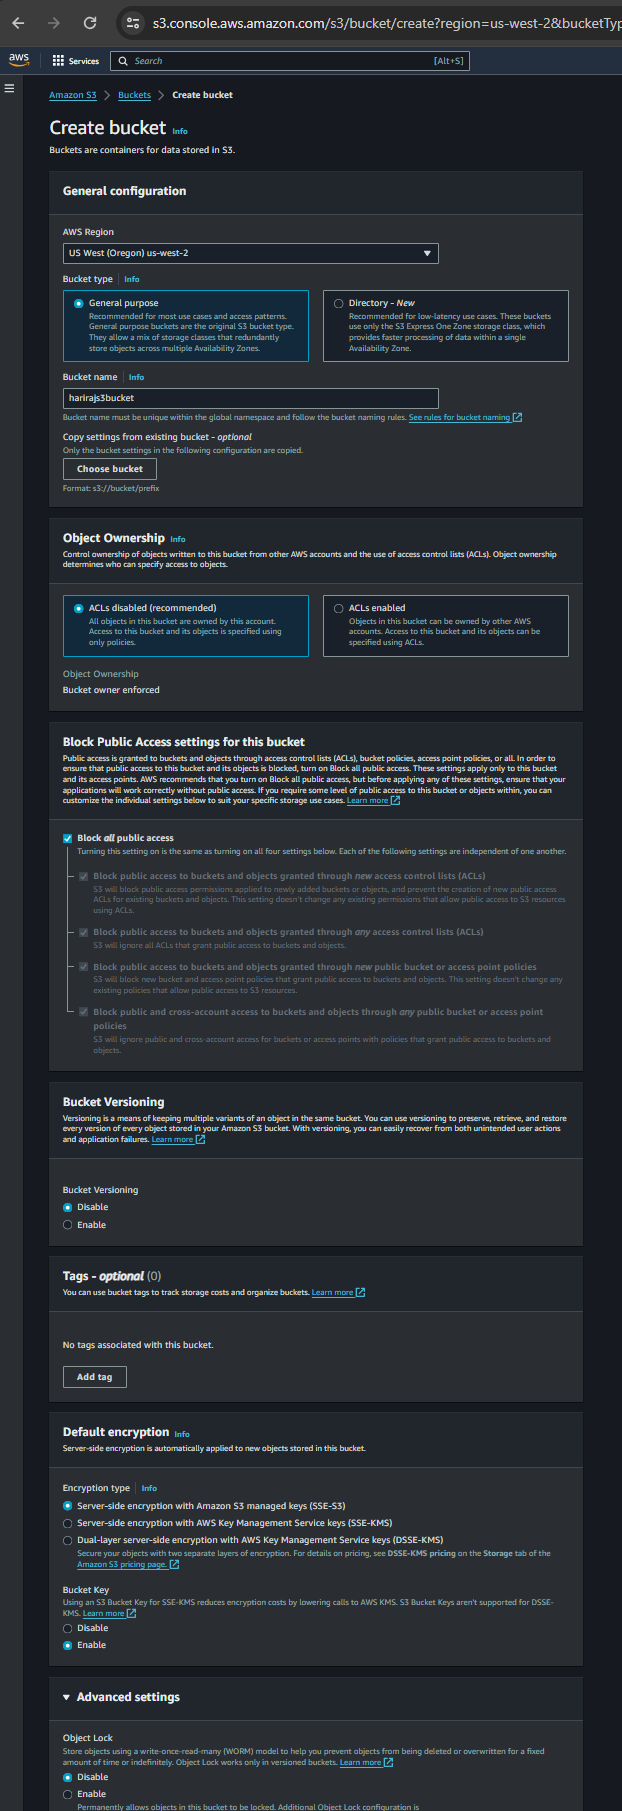 s3.console.aws.amazon.com/s3/bucket/create?region=us-west-2&bucketTyp
aws
Services
Search
[Alt+S]
Amazon S3 > Buckets > Create bucket
Create bucket Info
Buckets are containers for data stored in S3.
General configuration
AWS Region
US West (Oregon) us-west-2
Bucket type Info
General purpose
Recommended for most use cases and access patterns.
General purpose buckets are the original S3 bucket type.
They allow a mix of storage classes that redundantly
store objects across multiple Availability Zones.
Directory - New
Recommended for low-latency use cases. These buckets
use only the S3 Express One Zone storage class, which
provides faster processing of data within a single
Availability Zone.
Bucket name Info
harirajs3bucket
Bucket name must be unique within the global namespace and follow the bucket naming rules. See rules for bucket naming
Copy settings from existing bucket - optional
Only the bucket settings in the following configuration are copied.
Choose bucket
Format: s3://bucket/prefix
Object Ownership Info
Control ownership of objects written to this bucket from other AWS accounts and the use of access control lists (ACLs). Object ownership
determines who can specify access to objects.
ACLs disabled (recommended)
All objects in this bucket are owned by this account.
Access to this bucket and its objects is specified using
only policies.
ACLs enabled
Objects in this bucket can be owned by other AWS
accounts. Access to this bucket and its objects can be
specified using ACLs.
Object Ownership
Bucket owner enforced
Block Public Access settings for this bucket
Public access is granted to buckets and objects through access control lists (ACLs), bucket policies, access point policies, or all. In order to
ensure that public access to this bucket and its objects is blocked, turn on Block all public access. These settings apply only to this bucket
and its access points. AWS recommends that you turn on Block all public access, but before applying any of these settings, ensure that your
applications will work correctly without public access. If you require some level of public access to this bucket or objects within, you can
customize the individual settings below to suit your specific storage use cases. Learn more
Block all public access
Turning this setting on is the same as turning on all four settings below. Each of the following settings are independent of one another.
Block public access to buckets and objects granted through new access control lists (ACLs)
S3 will block public access permissions applied to newly added buckets or objects, and prevent the creation of new public access
ACLs for existing buckets and objects. This setting doesn't change any existing permissions that allow public access to S3 resources
using ACLs.
Block public access to buckets and objects granted through any access control lists (ACLs)
S3 will ignore all ACLs that grant public access to buckets and objects.
Block public access to buckets and objects granted through new public bucket or access point policies
S3 will block new bucket and access point policies that grant public access to buckets and objects. This setting doesn't change any
existing policies that allow public access to S3 resources.
Block public and cross-account access to buckets and objects through any public bucket or access point
policies
S3 will ignore public and cross-account access for buckets or access points with policies that grant public access to buckets and
objects.
Bucket Versioning
Versioning is a means of keeping multiple variants of an object in the same bucket. You can use versioning to preserve, retrieve, and restore
every version of every object stored in your Amazon S3 bucket. With versioning, you can easily recover from both unintended user actions
and application failures. Learn more
Bucket Versioning
Disable
Enable
Tags - optional (0)
You can use bucket tags to track storage costs and organize buckets. Learn more
No tags associated with this bucket.
Add tag
Default encryption Info
Server-side encryption is automatically applied to new objects stored in this bucket.
Encryption type Info
Server-side encryption with Amazon S3 managed keys (SSE-S3)
Server-side encryption with AWS Key Management Service keys (SSE-KMS)
Dual-layer server-side encryption with AWS Key Management Service keys (DSSE-KMS)
Secure your objects with two separate layers of encryption. For details on pricing, see DSSE-KMS pricing on the Storage tab of the
Amazon S3 pricing page.
Bucket Key
Using an S3 Bucket Key for SSE-KMS reduces encryption costs by lowering calls to AWS KMS. S3 Bucket Keys aren't supported for DSSE-
KMS. Learn more
Disable
Enable
Advanced settings
Object Lock
Store objects using a write-once-read-many (WORM) model to help you prevent objects from being deleted or overwritten for a fixed
amount of time or indefinitely. Object Lock works only in versioned buckets. Learn more
Disable
Enable
Permanently allows objects in this bucket to be locked. Additional Object Lock configuration is